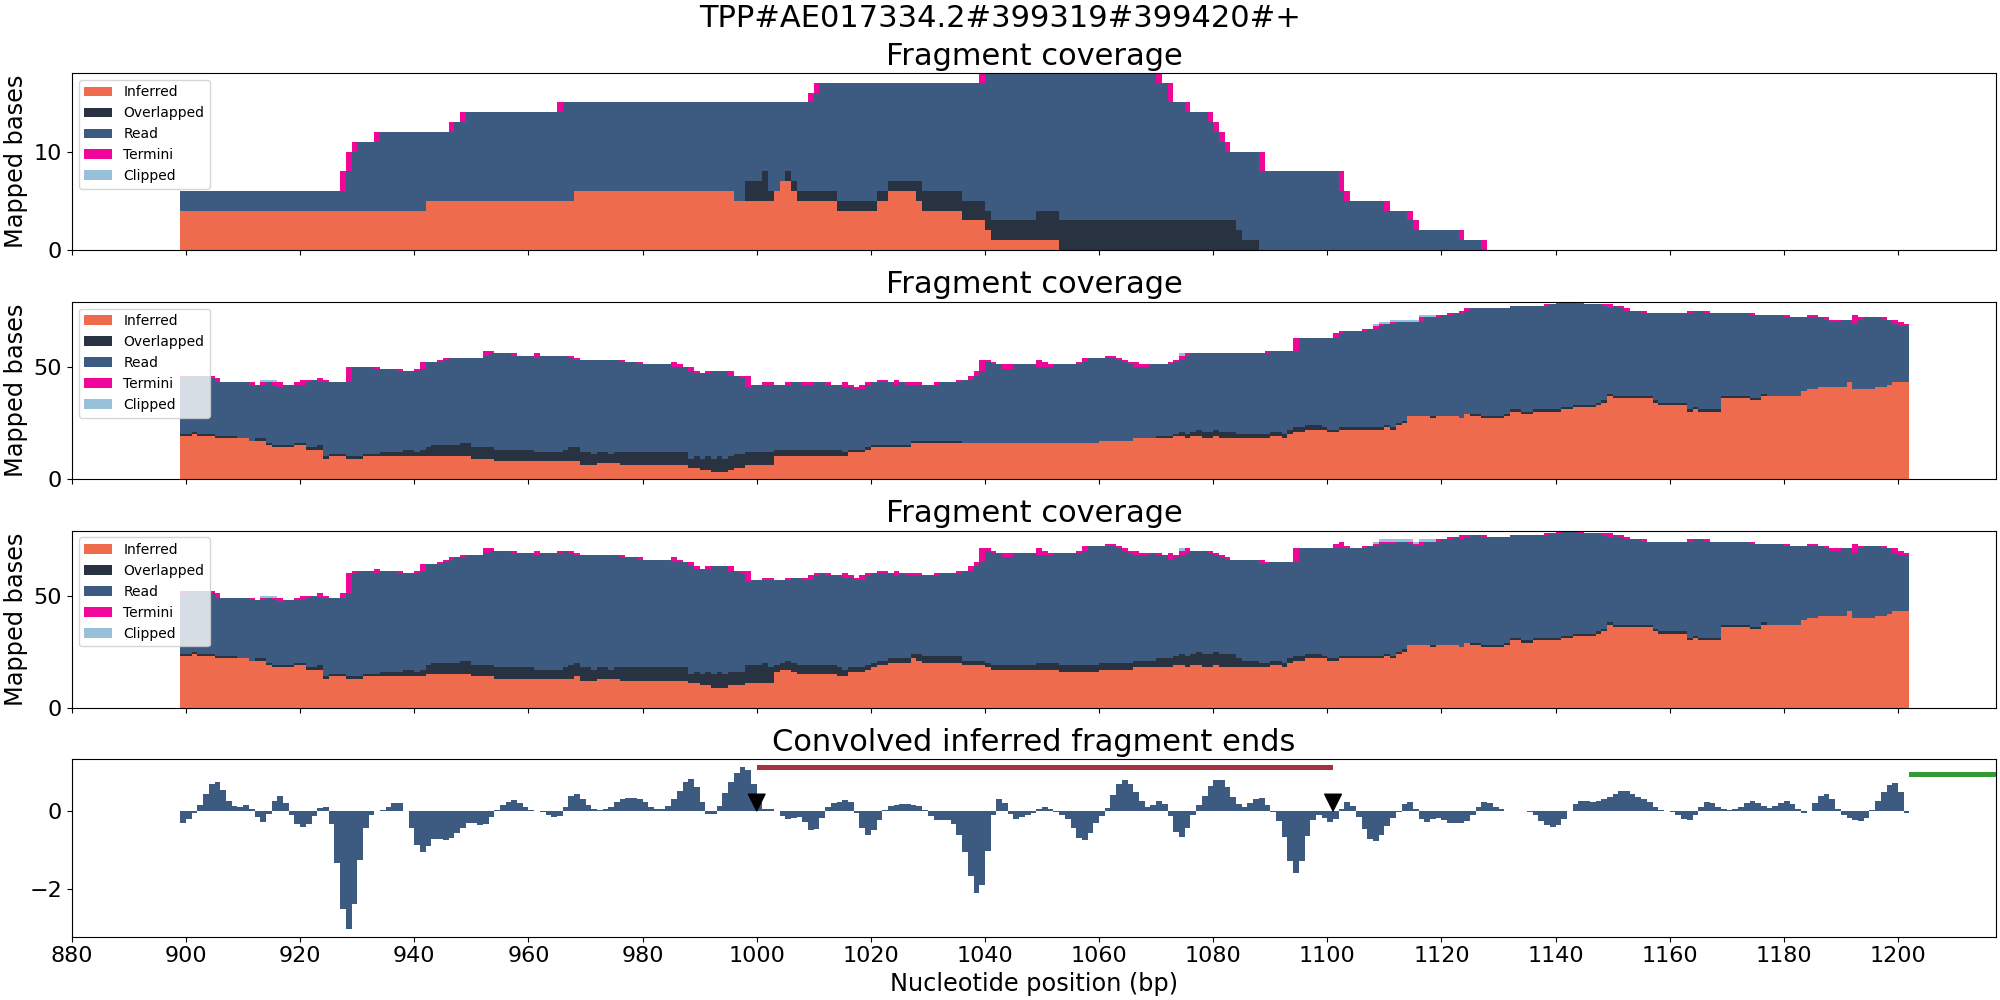 TPP#AE017334.2#399319#399420#+
Fragment coverage
Mapped bases
10
0
Inferred
Overlapped
Read
Termini
Clipped
Fragment coverage
Mapped bases
50
0
Inferred
Overlapped
Read
Termini
Clipped
Fragment coverage
Mapped bases
50
0
Inferred
Overlapped
Read
Termini
Clipped
Convolved inferred fragment ends
0
−2
880 900 920 940 960 980 1000 1020 1040 1060 1080 1100 1120 1140 1160 1180 1200
Nucleotide position (bp)